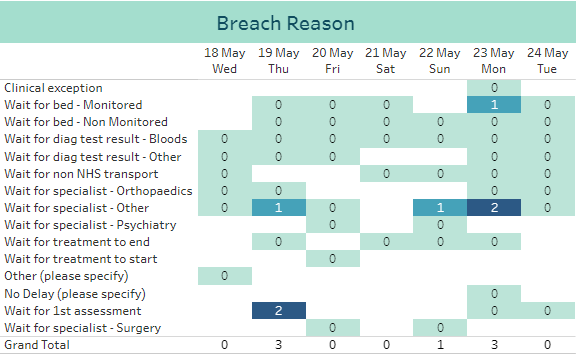 Breach Reason
18 May 19 May 20 May 21 May 22 May 23 May 24 May
Wed Thu Fri Sat Sun Mon Tue
Clinical exception 0
Wait for bed - Monitored 0 0 0 1 0
Wait for bed - Non Monitored 0 0 0 0 0 0
Wait for diag test result - Bloods 0 0 0 0 0 0 0
Wait for diag test result - Other 0 0 0 0 0
Wait for non NHS transport 0 0 0 0 0
Wait for specialist - Orthopaedics 0 0 0 0
Wait for specialist - Other 0 1 0 1 2 0
Wait for specialist - Psychiatry 0 0
Wait for treatment to end 0 0 0 0
Wait for treatment to start 0
Other (please specify) 0
No Delay (please specify) 0
Wait for 1st assessment 2 0 0
Wait for specialist - Surgery 0 0
Grand Total 0 3 0 0 1 3 0